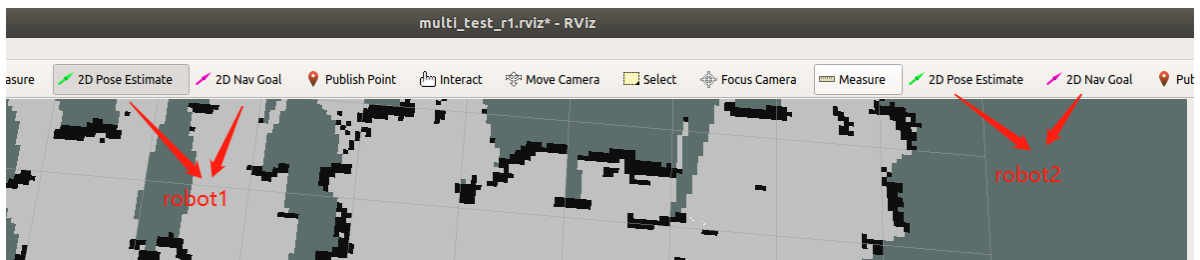 multi_test_r1.rviz* - RViz
asure 2D Pose Estimate 2D Nav Goal Publish Point Interact Move Camera Select Focus Camera Measure 2D Pose Estimate 2D Nav Goal Pub
robot1
robot2